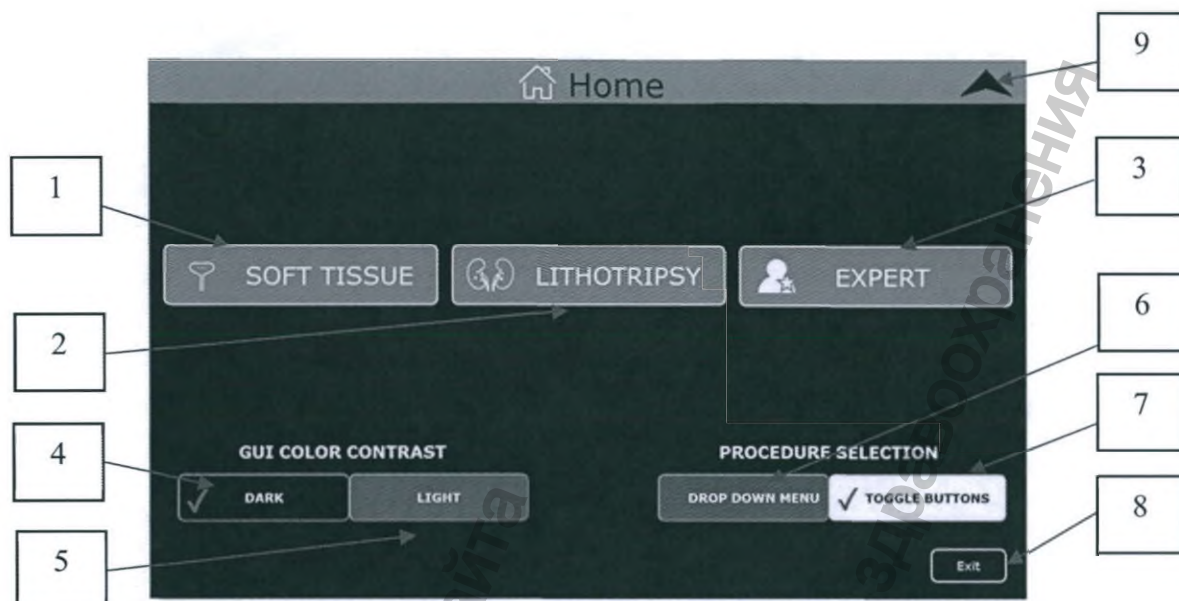 9
Home
1
3
SOFT TISSUE
LITHOTRIPSY
EXPERT
2
6
4
7
GUI COLOR CONTRAST
PROCEDURE SELECTION
✓ DARK
LIGHT
DROP DOWN MENU
✓ TOGGLE BUTTONS
8
5
Exit
здравоохранения